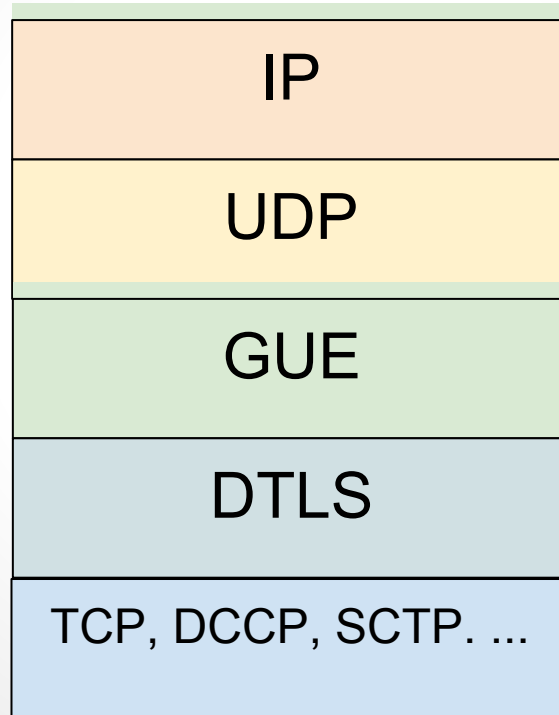 IP
UDP
GUE
DTLS
TCP, DCCP, SCTP. ...